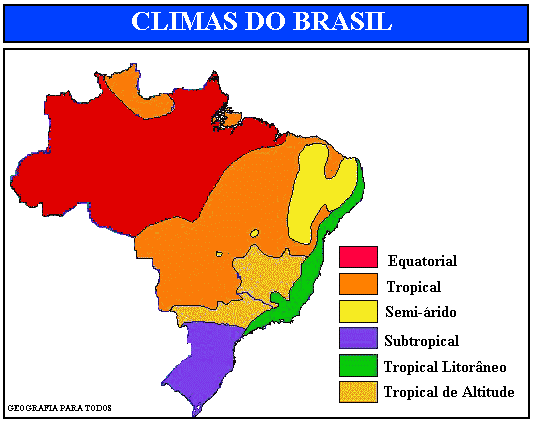 CLIMAS DO BRASIL
Equatorial
Tropical
Semi-árido
Subtropical
Tropical Litorâneo
Tropical de Altitude
GEOGRAFIA PARA TODOS